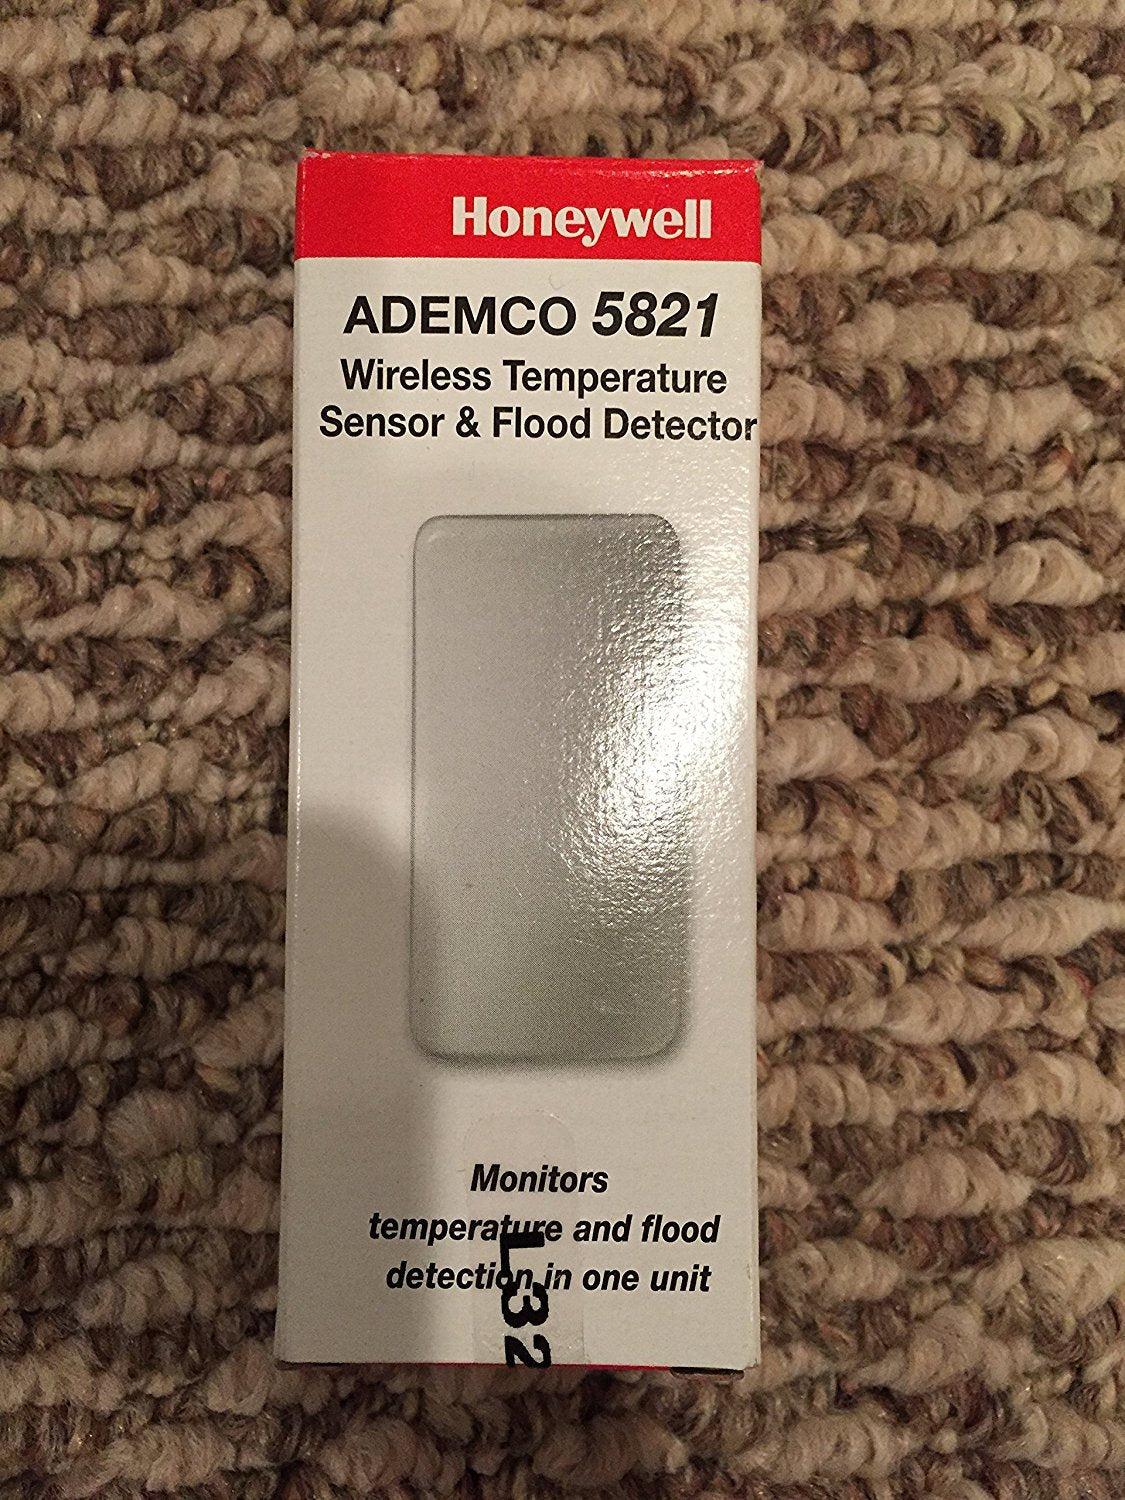 Honeywell
ADEMCO 5821
Wireless Temperature
Sensor & Flood Detector
Monitors
temperature and flood
detection in one unit
L32